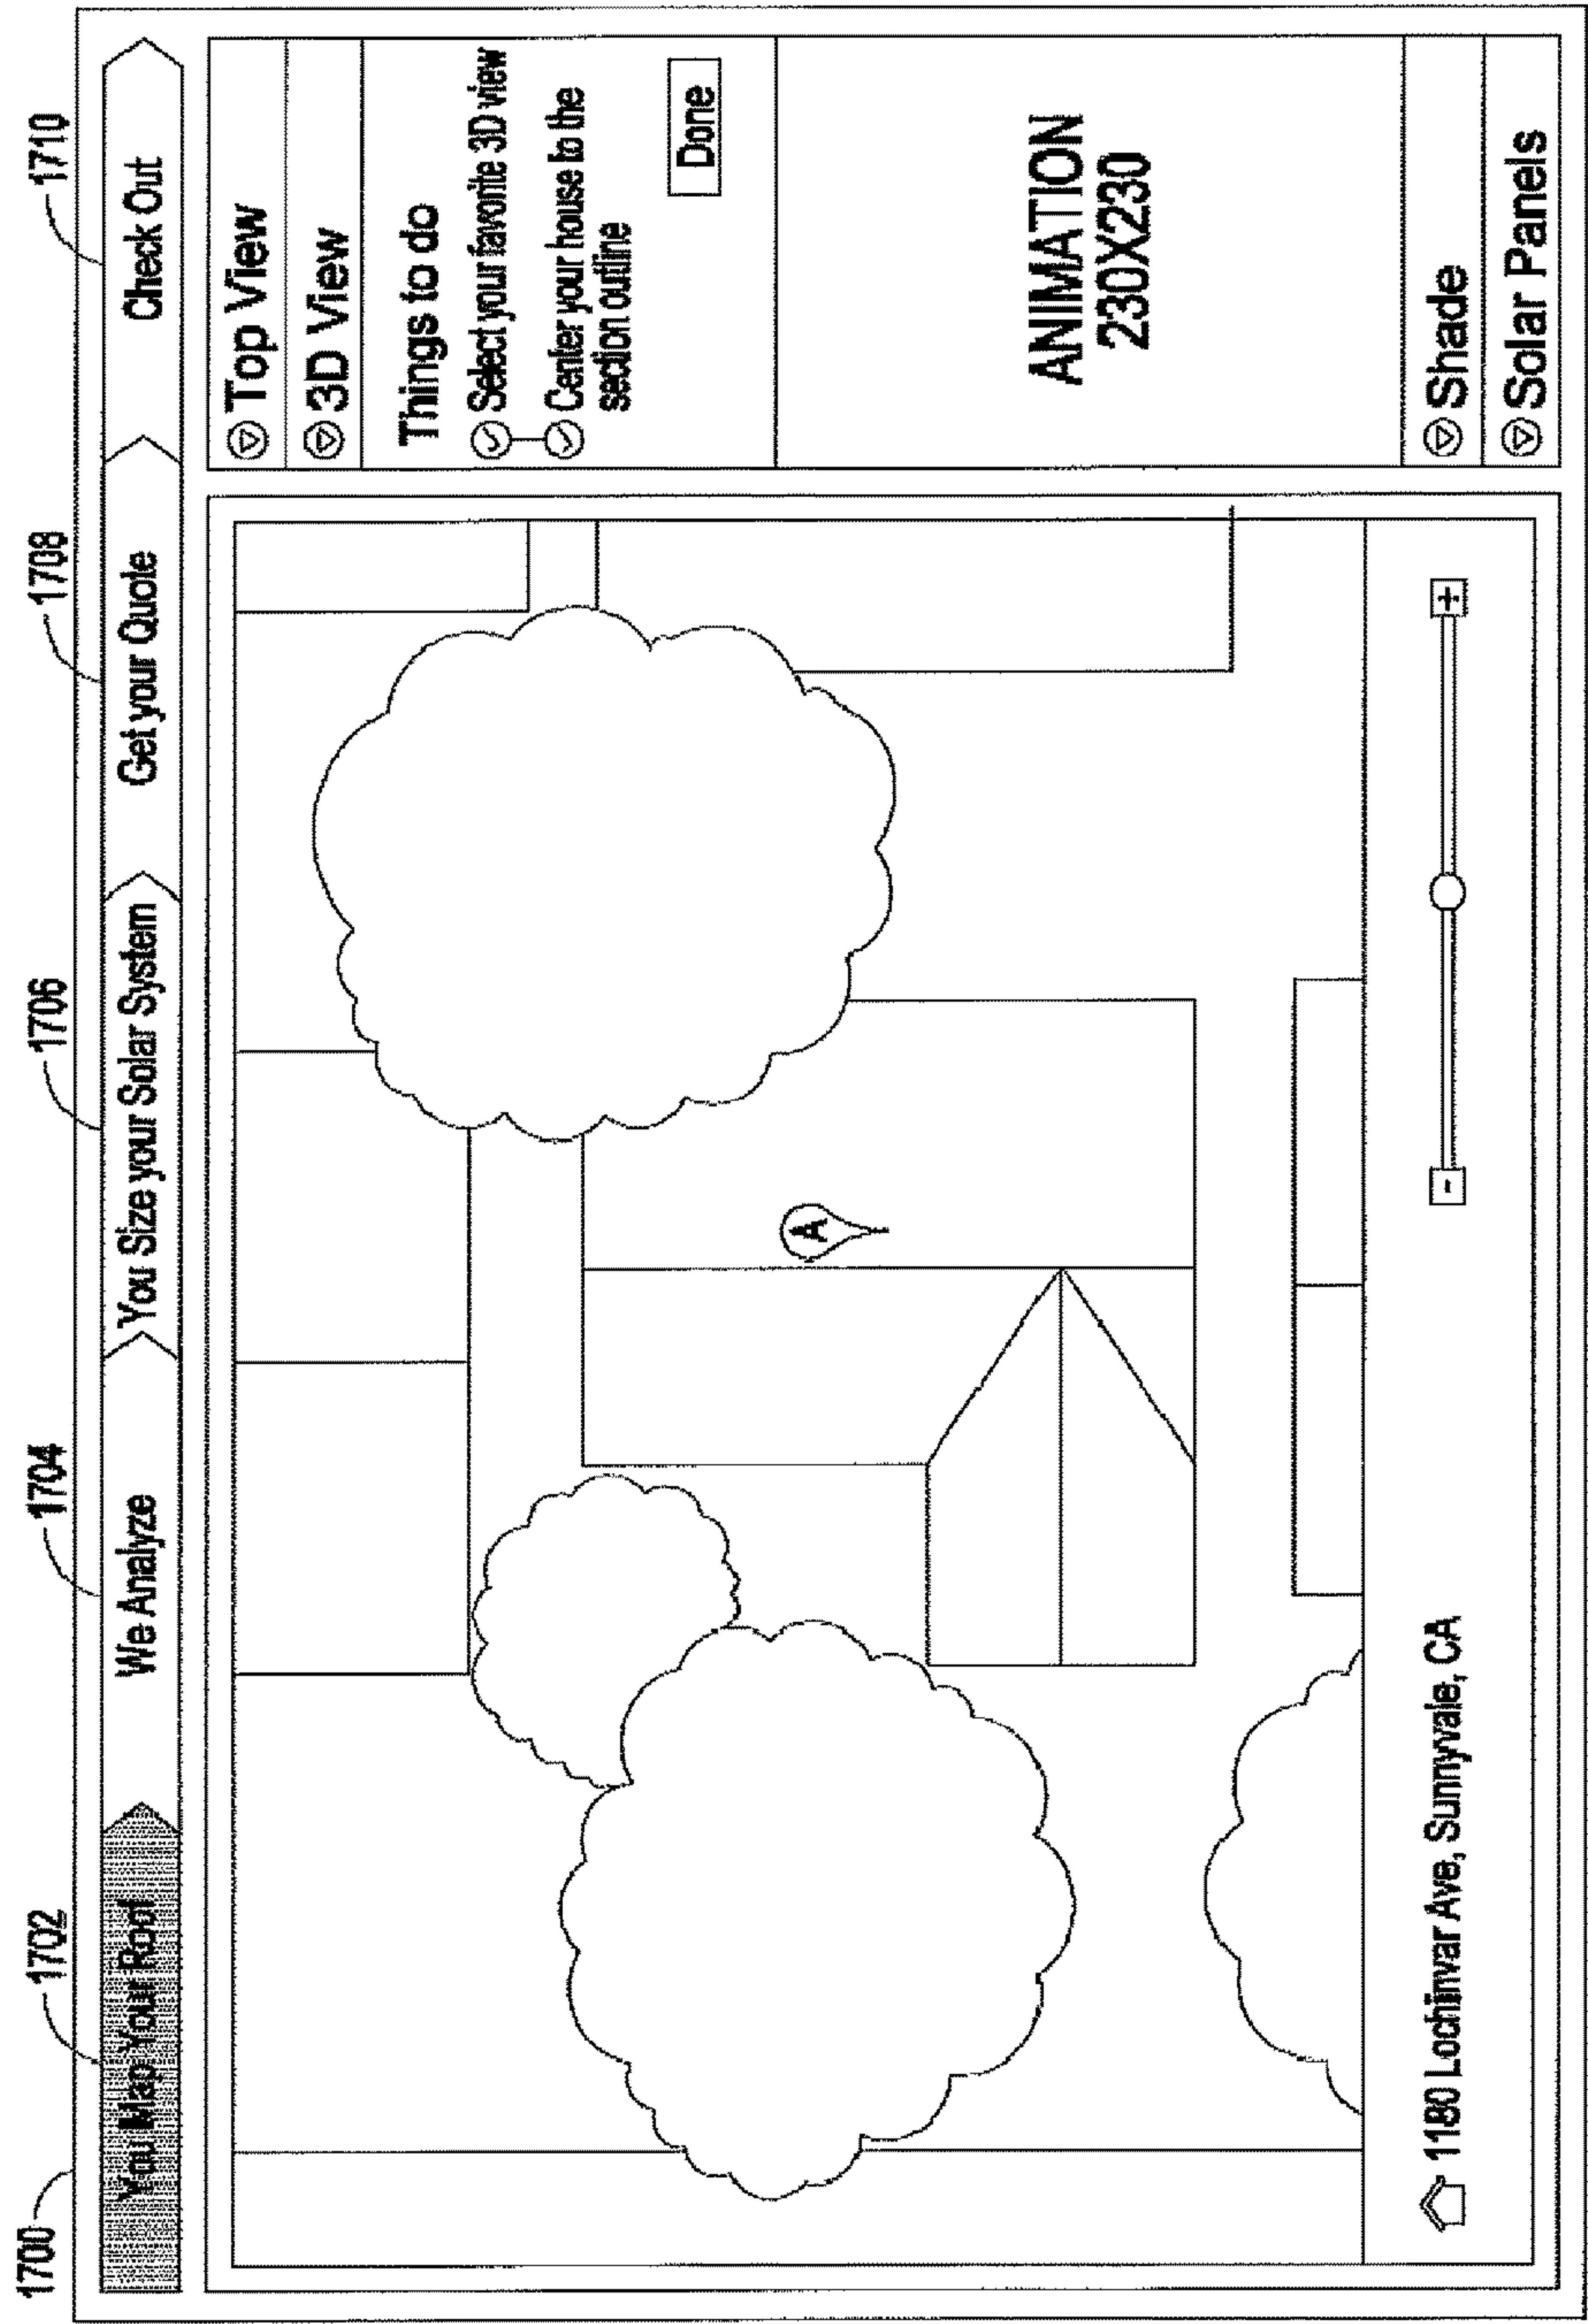 1700
1702
1704
1706
1708
1710
You Map Your Roof
We Analyze
You Size your Solar System
Get your Quote
Check Out
Top View
3D View
Things to do
Select your favorite 3D view
Center your house to the
section outline
Done
ANIMATION
230X230
Shade
Solar Panels
A
1180 Lochinvar Ave, Sunnyvale, CA
-
+